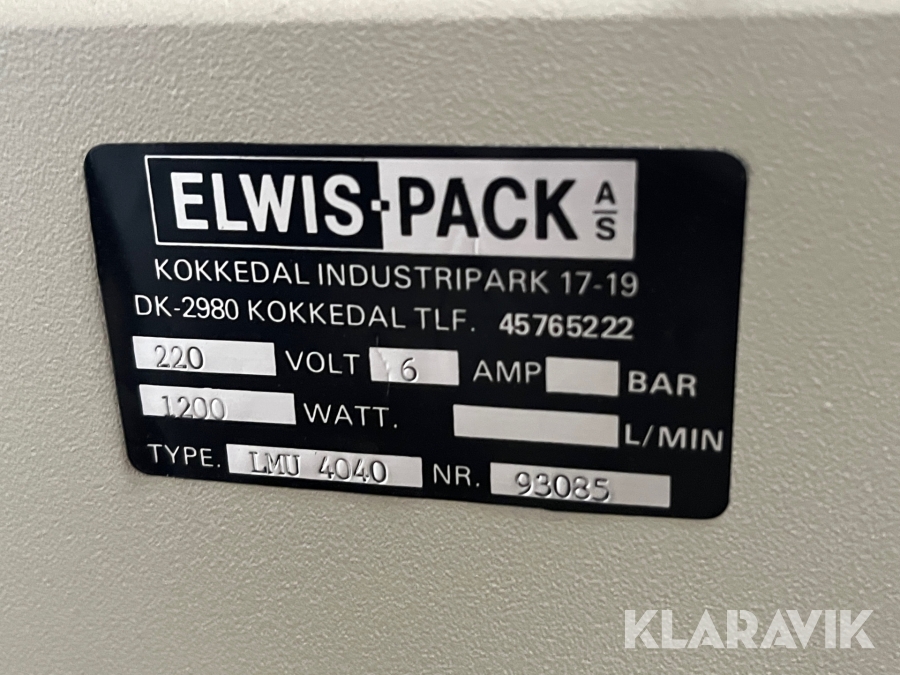 ELWIS-PACK A/S
KOKKEDAL INDUSTRIPARK 17-19
DK-2980 KOKKEDAL TLF. 45765222
220 VOLT 6 AMP BAR
1200 WATT. L/MIN
TYPE. LMU 4040 NR. 93085
KLARAVIK